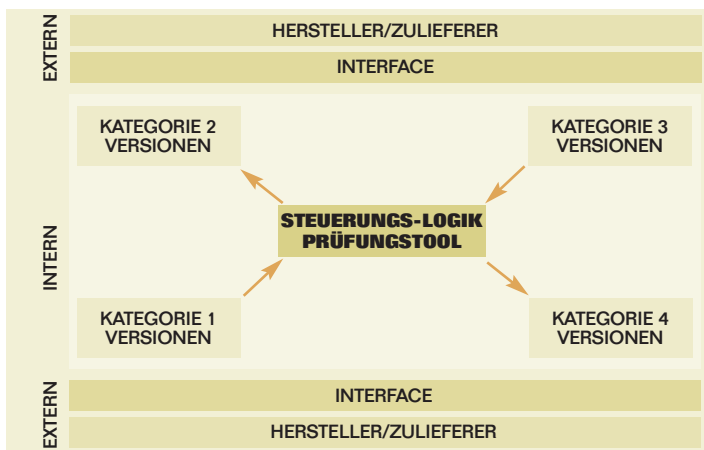 EXTERN
HERSTELLER/ZULIEFERER
INTERFACE
INTERN
KATEGORIE 2
VERSIONEN
KATEGORIE 3
VERSIONEN
STEUERUNGS-LOGIK
PRÜFUNGSTOOL
KATEGORIE 1
VERSIONEN
KATEGORIE 4
VERSIONEN
EXTERN
INTERFACE
HERSTELLER/ZULIEFERER